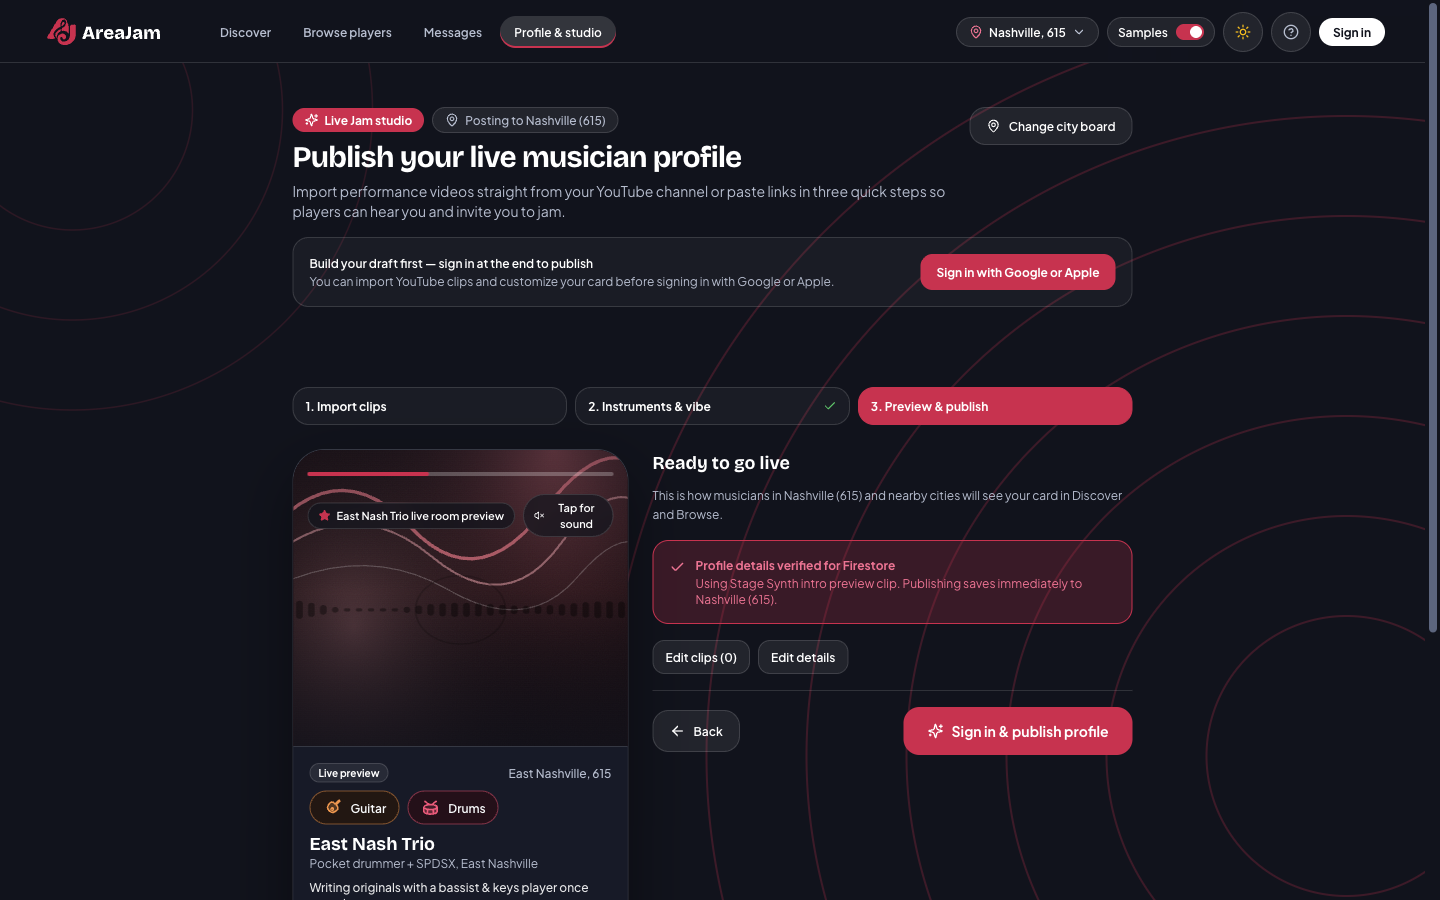 AreaJam
Discover
Browse players
Messages
Profile & studio
Nashville, 615
Samples
Sign in
Live Jam studio
Posting to Nashville (615)
Change city board
Publish your live musician profile
Import performance videos straight from your YouTube channel or paste links in three quick steps so
players can hear you and invite you to jam.
Build your draft first — sign in at the end to publish
You can import YouTube clips and customize your card before signing in with Google or Apple.
Sign in with Google or Apple
1. Import clips
2. Instruments & vibe
3. Preview & publish
East Nash Trio live room preview
Tap for
sound
Live preview
East Nashville, 615
Guitar
Drums
East Nash Trio
Pocket drummer + SPDSX, East Nashville
Writing originals with a bassist & keys player once
Ready to go live
This is how musicians in Nashville (615) and nearby cities will see your card in Discover
and Browse.
Profile details verified for Firestore
Using Stage Synth intro preview clip. Publishing saves immediately to
Nashville (615).
Edit clips (0)
Edit details
Back
Sign in & publish profile